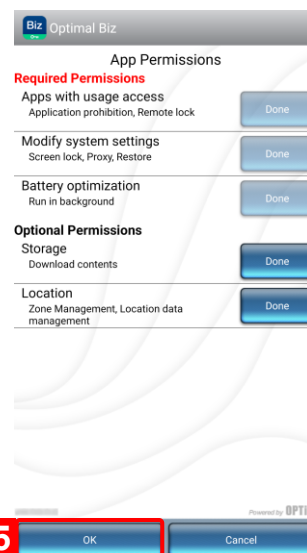 Biz Optimal Biz
App Permissions
Required Permissions
Apps with usage access
Application prohibition, Remote lock
Done
Modify system settings
Screen lock, Proxy, Restore
Done
Battery optimization
Run in background
Done
Optional Permissions
Storage
Download contents
Done
Location
Zone Management, Location data
management
Done
Powered by OPTi
5
OK
Cancel